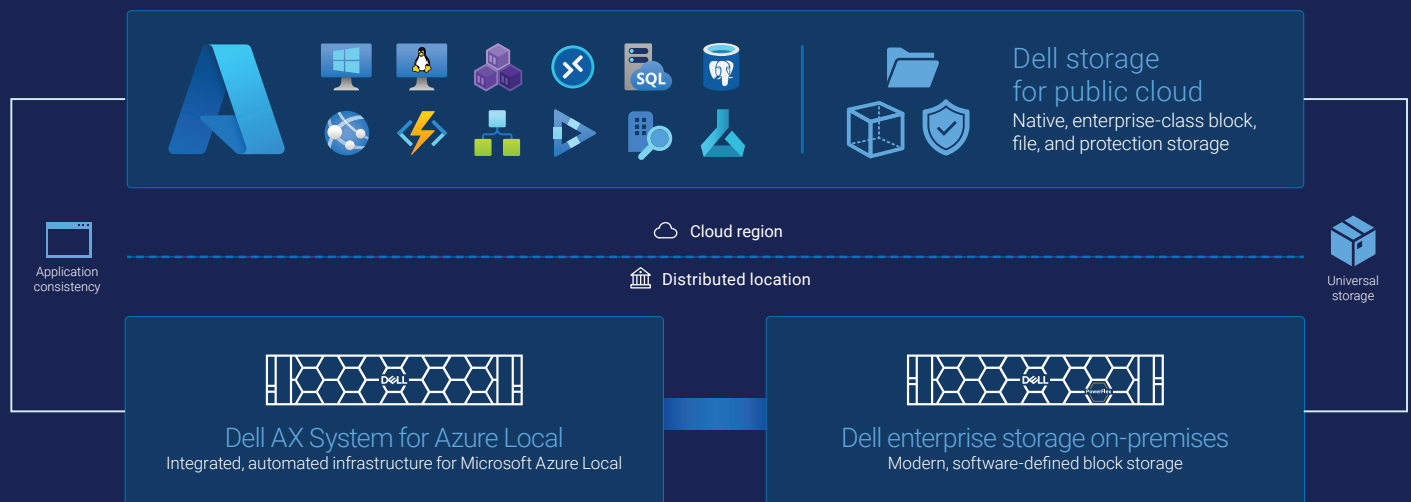 SQL
Dell storage
for public cloud
Native, enterprise-class block,
file, and protection storage
Cloud region
Application
consistency
Distributed location
Universal
storage
DELL
Dell AX System for Azure Local
Integrated, automated infrastructure for Microsoft Azure Local
DELL
PowerFlex
Dell enterprise storage on-premises
Modern, software-defined block storage